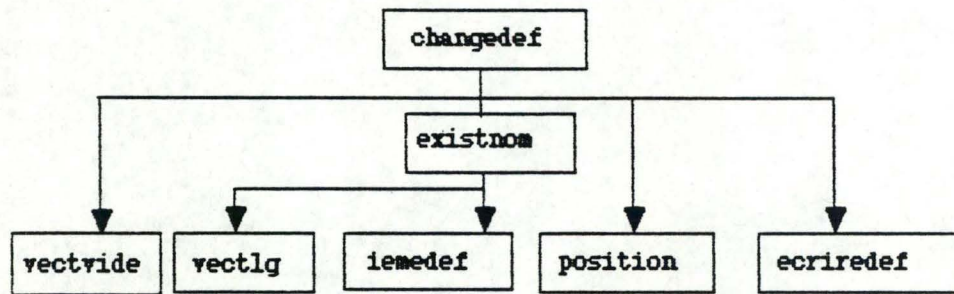 changedef
existnom
vectvide vectlg iemedef position ecriredef